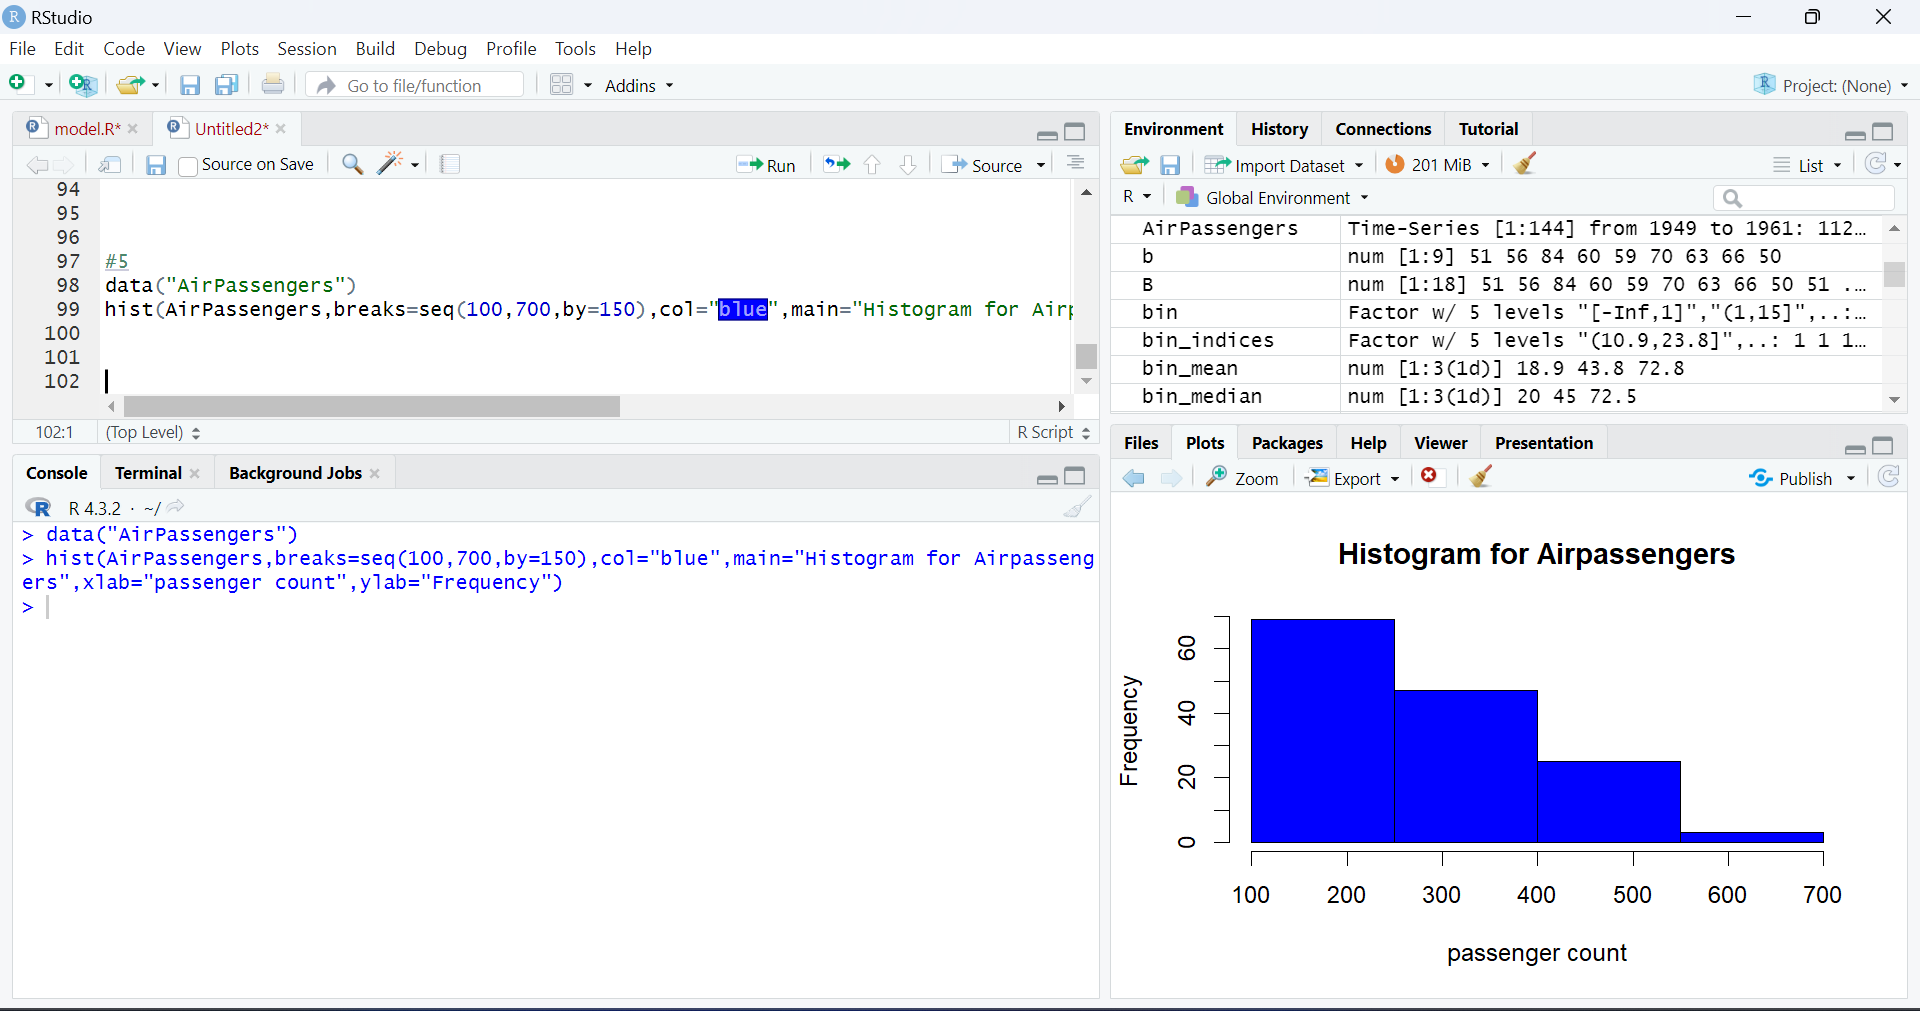 RStudio
File Edit Code View Plots Session Build Debug Profile Tools Help
Go to file/function Addins Project: (None)
model.R* Untitled2*
Source on Save Run Source
94
95
96
97 #5
98 data("AirPassengers")
99 hist(AirPassengers,breaks=seq(100,700,by=150),col="blue",main="Histogram for Airp
100
101
102
102:1 (Top Level) R Script
Console Terminal Background Jobs
R 4.3.2 · ~/
> data("AirPassengers")
> hist(AirPassengers,breaks=seq(100,700,by=150),col="blue",main="Histogram for Airpasseng
ers",xlab="passenger count",ylab="Frequency")
>
Environment History Connections Tutorial
Import Dataset 201 MiB List
R Global Environment
AirPassengers Time-Series [1:144] from 1949 to 1961: 112…
b num [1:9] 51 56 84 60 59 70 63 66 50
B num [1:18] 51 56 84 60 59 70 63 66 50 51 .…
bin Factor w/ 5 levels "[-Inf,1]","(1,15]",..:…
bin_indices Factor w/ 5 levels "(10.9,23.8]",..: 1 1 1…
bin_mean num [1:3(1d)] 18.9 43.8 72.8
bin_median num [1:3(1d)] 20 45 72.5
Files Plots Packages Help Viewer Presentation
Zoom Export Publish
Histogram for Airpassengers
Frequency
60
40
20
0
100 200 300 400 500 600 700
passenger count